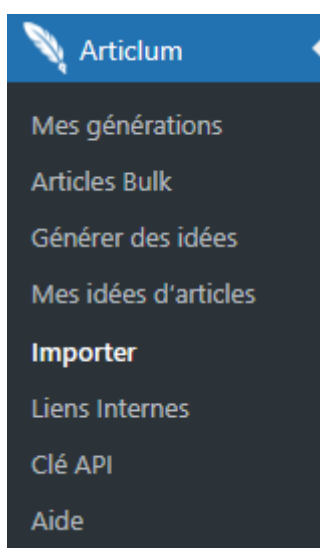 Articlum
Mes générations
Articles Bulk
Générer des idées
Mes idées d'articles
Importer
Liens Internes
Clé API
Aide